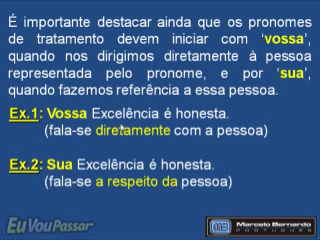 É importante destacar ainda que os pronomes
de tratamento devem iniciar com ‘vossa’,
quando nos dirigimos diretamente à pessoa
representada pelo pronome, e por ‘sua’,
quando fazemos referência a essa pessoa.
Ex.1: Vossa Excelência é honesta.
(fala-se diretamente com a pessoa)
Ex.2: Sua Excelência é honesta.
(fala-se a respeito da pessoa)
EuVouPassar
MB Marcelo Bernardo
PORTUGUÊS